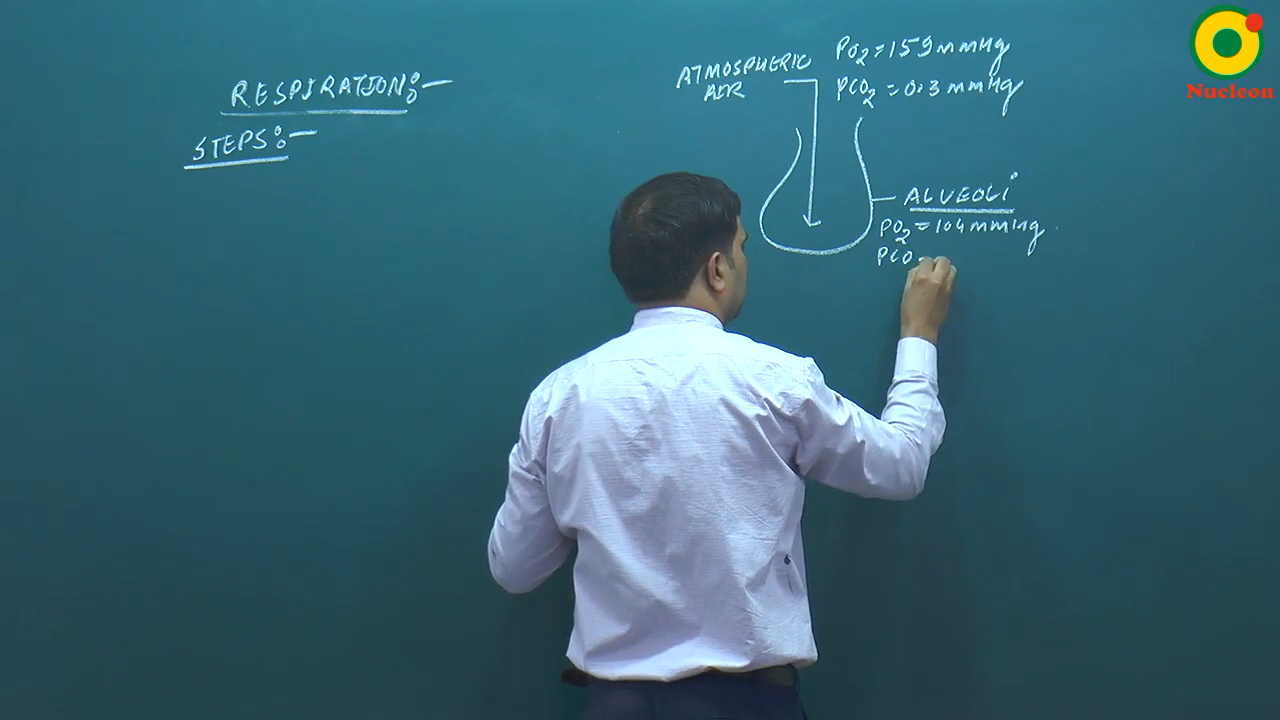 RESPIRATION:-
STEPS:-
ATMOSPHERIC
AIR
PO2 = 159 mmHg
PCO2 = 0.3 mmHg
ALVEOLI
PO2 = 104 mmHg
PCO
Nucleon